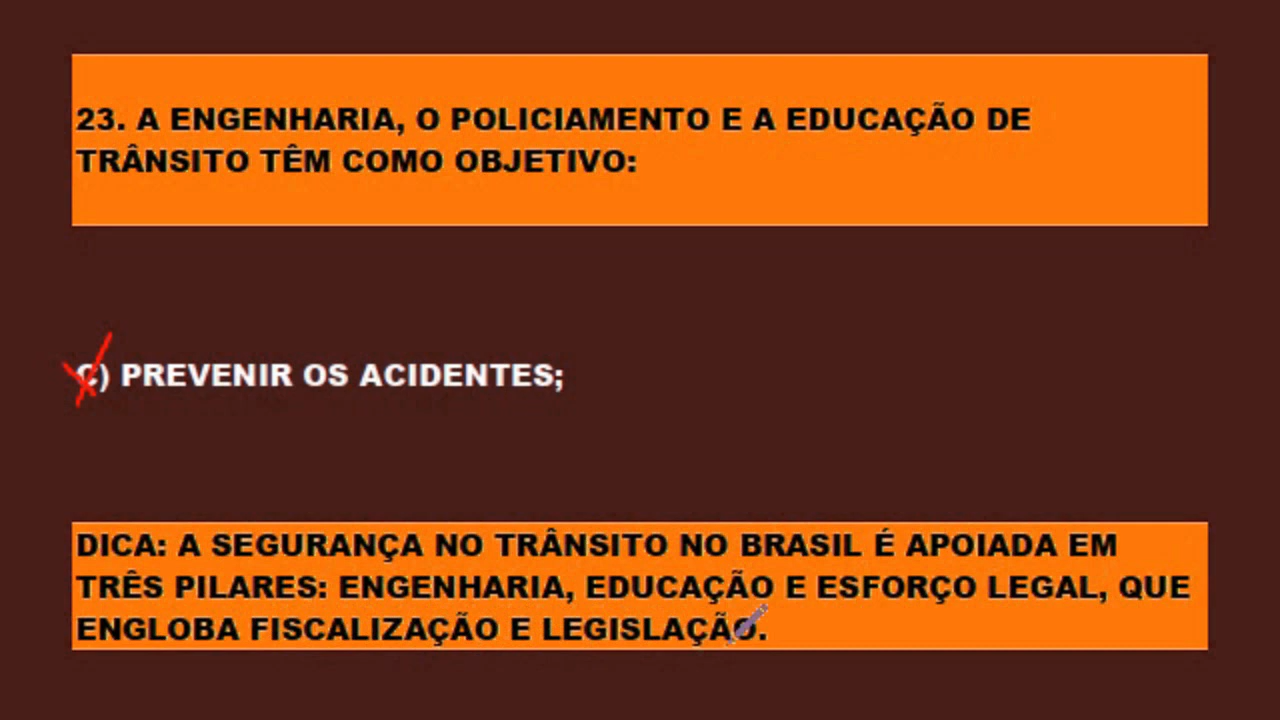 23. A ENGENHARIA, O POLICIAMENTO E A EDUCAÇÃO DE
TRÂNSITO TÊM COMO OBJETIVO:
C) PREVENIR OS ACIDENTES;
DICA: A SEGURANÇA NO TRÂNSITO NO BRASIL É APOIADA EM
TRÊS PILARES: ENGENHARIA, EDUCAÇÃO E ESFORÇO LEGAL, QUE
ENGLOBA FISCALIZAÇÃO E LEGISLAÇÃO.